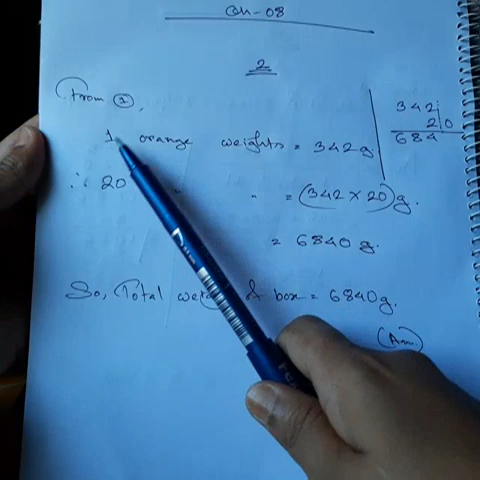 Ch-08
2
From ①,
1 orange weights = 342g
∴ 20 " " = (342 × 20)g.
= 6840 g.
So, Total weight of box = 6840g.
(Ans.)
342
20
684